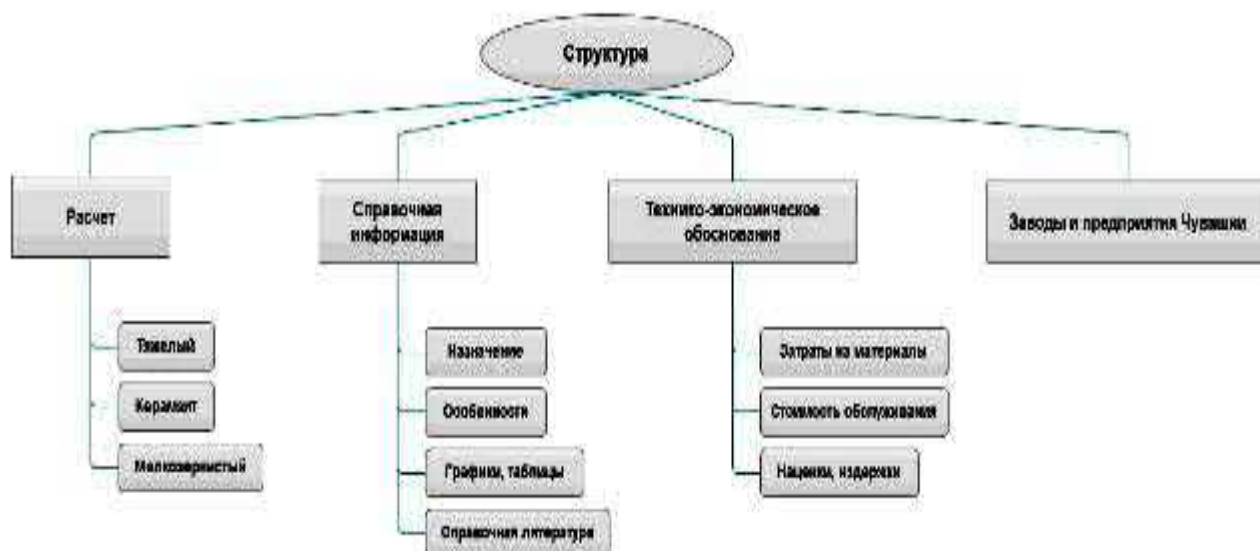 Структура
Расчет
Справочная
информация
Технико-экономическое
обоснование
Заводы и предприятия Чувашии
Тяжелый
Керамзит
Мелкозернистый
Назначение
Особенности
Графики, таблицы
Справочная литература
Затраты на материалы
Стоимость обслуживания
Наценки, издержки